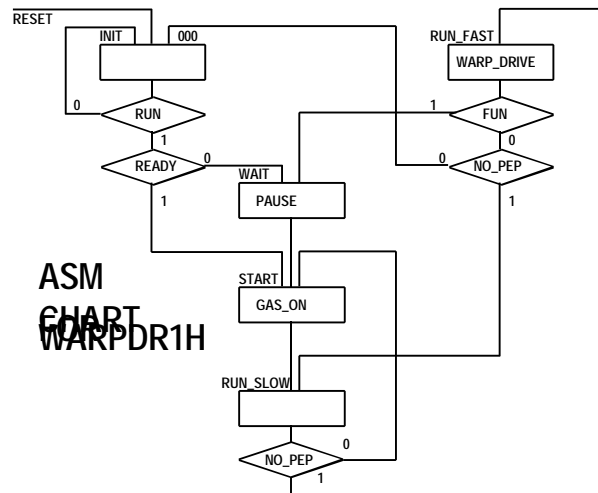 RESET
INIT
000
RUN_FAST
WARP_DRIVE
0
RUN
1
1
FUN
0
READY
0
1
WAIT
PAUSE
0
NO_PEP
1
START
GAS_ON
ASM
CHART
FOR
WARPDR1H
RUN_SLOW
NO_PEP
0
1